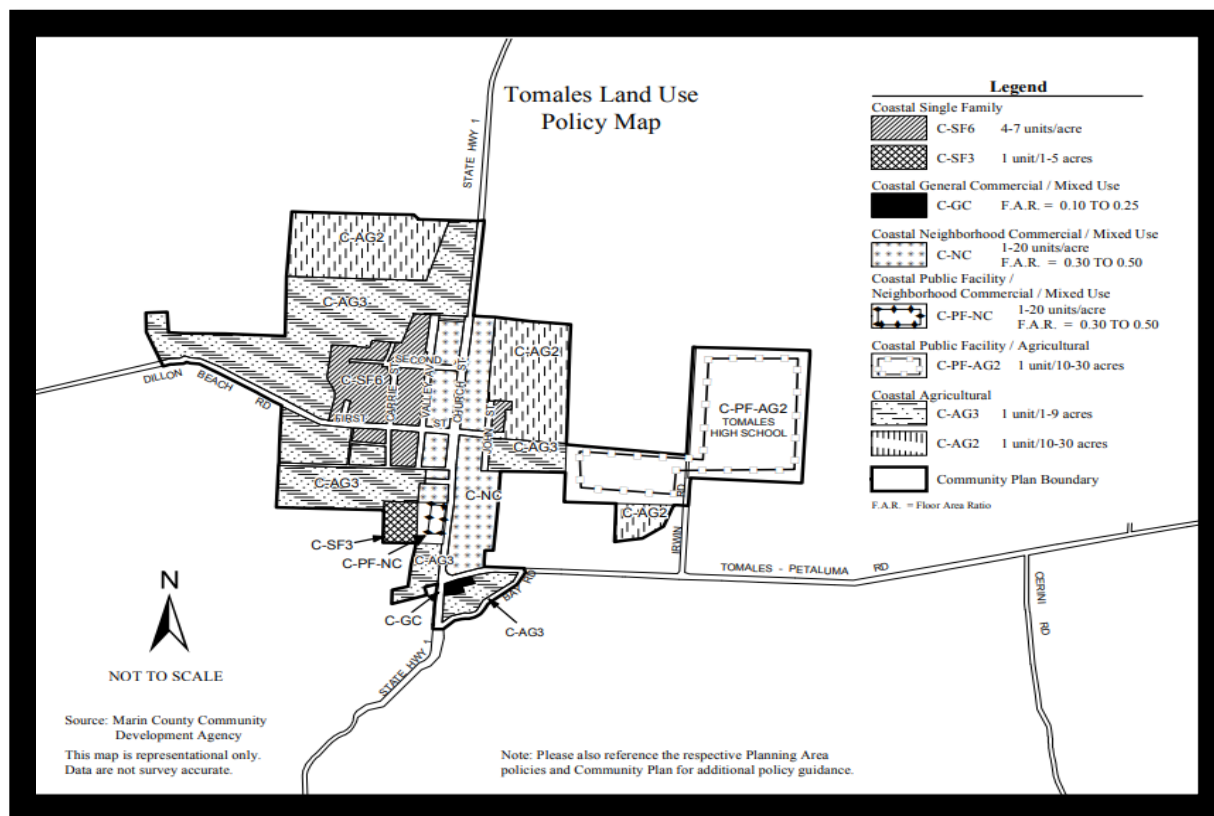 Tomales Land Use
Policy Map
STATE HWY 1
Legend
Coastal Single Family
C-SF6 4-7 units/acre
C-SF3 1 unit/1-5 acres
Coastal General Commercial / Mixed Use
C-GC F.A.R. = 0.10 TO 0.25
Coastal Neighborhood Commercial / Mixed Use
C-NC 1-20 units/acre
F.A.R. = 0.30 TO 0.50
Coastal Public Facility /
Neighborhood Commercial / Mixed Use
C-PF-NC 1-20 units/acre
F.A.R. = 0.30 TO 0.50
Coastal Public Facility / Agricultural
C-PF-AG2 1 unit/10-30 acres
Coastal Agricultural
C-AG3 1 unit/1-9 acres
C-AG2 1 unit/10-30 acres
Community Plan Boundary
F.A.R. = Floor Area Ratio
C-AG2
C-AG3
C-AG2
SECOND
C-SF6
DILLON BEACH RD
CARRIE ST
VALLEY AV
CHURCH ST
FIRST ST
JOHN ST
C-PF-AG2
TOMALES
HIGH SCHOOL
C-AG3
C-AG3
C-NC
C-AG2
IRWIN RD
C-SF3
C-PF-NC
C-AG3
TOMALES - PETALUMA RD
BAY RD
CERINI RD
C-GC
C-AG3
STATE HWY 1
N
NOT TO SCALE
Source: Marin County Community
Development Agency
This map is representational only.
Data are not survey accurate.
Note: Please also reference the respective Planning Area
policies and Community Plan for additional policy guidance.